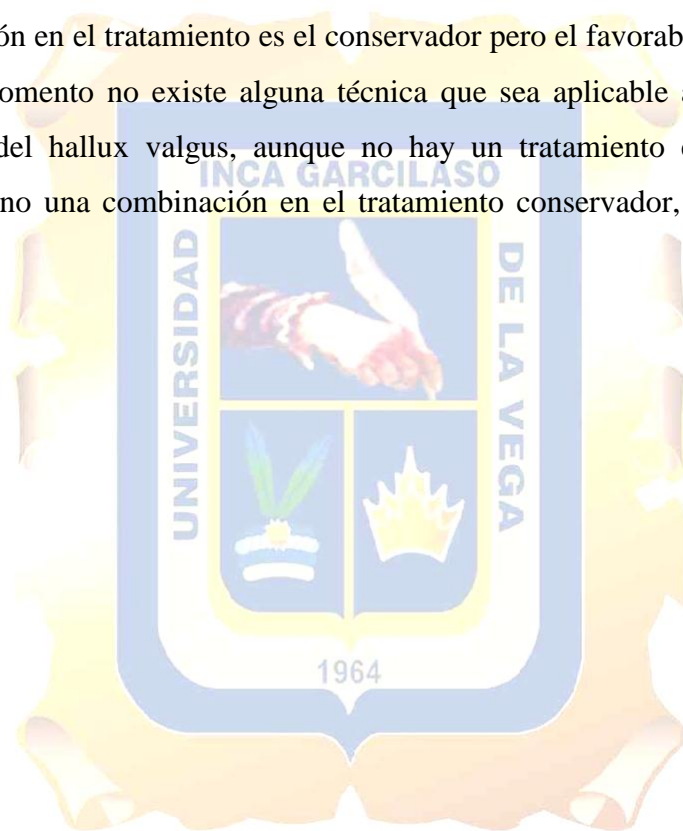 ón en el tratamiento es el conservador pero el favorab
omento no existe alguna técnica que sea aplicable a
del hallux valgus, aunque no hay un tratamiento
no una combinación en el tratamiento conservador,
INCA GARCILASO
UNIVERSIDAD
DE LA VEGA
1964